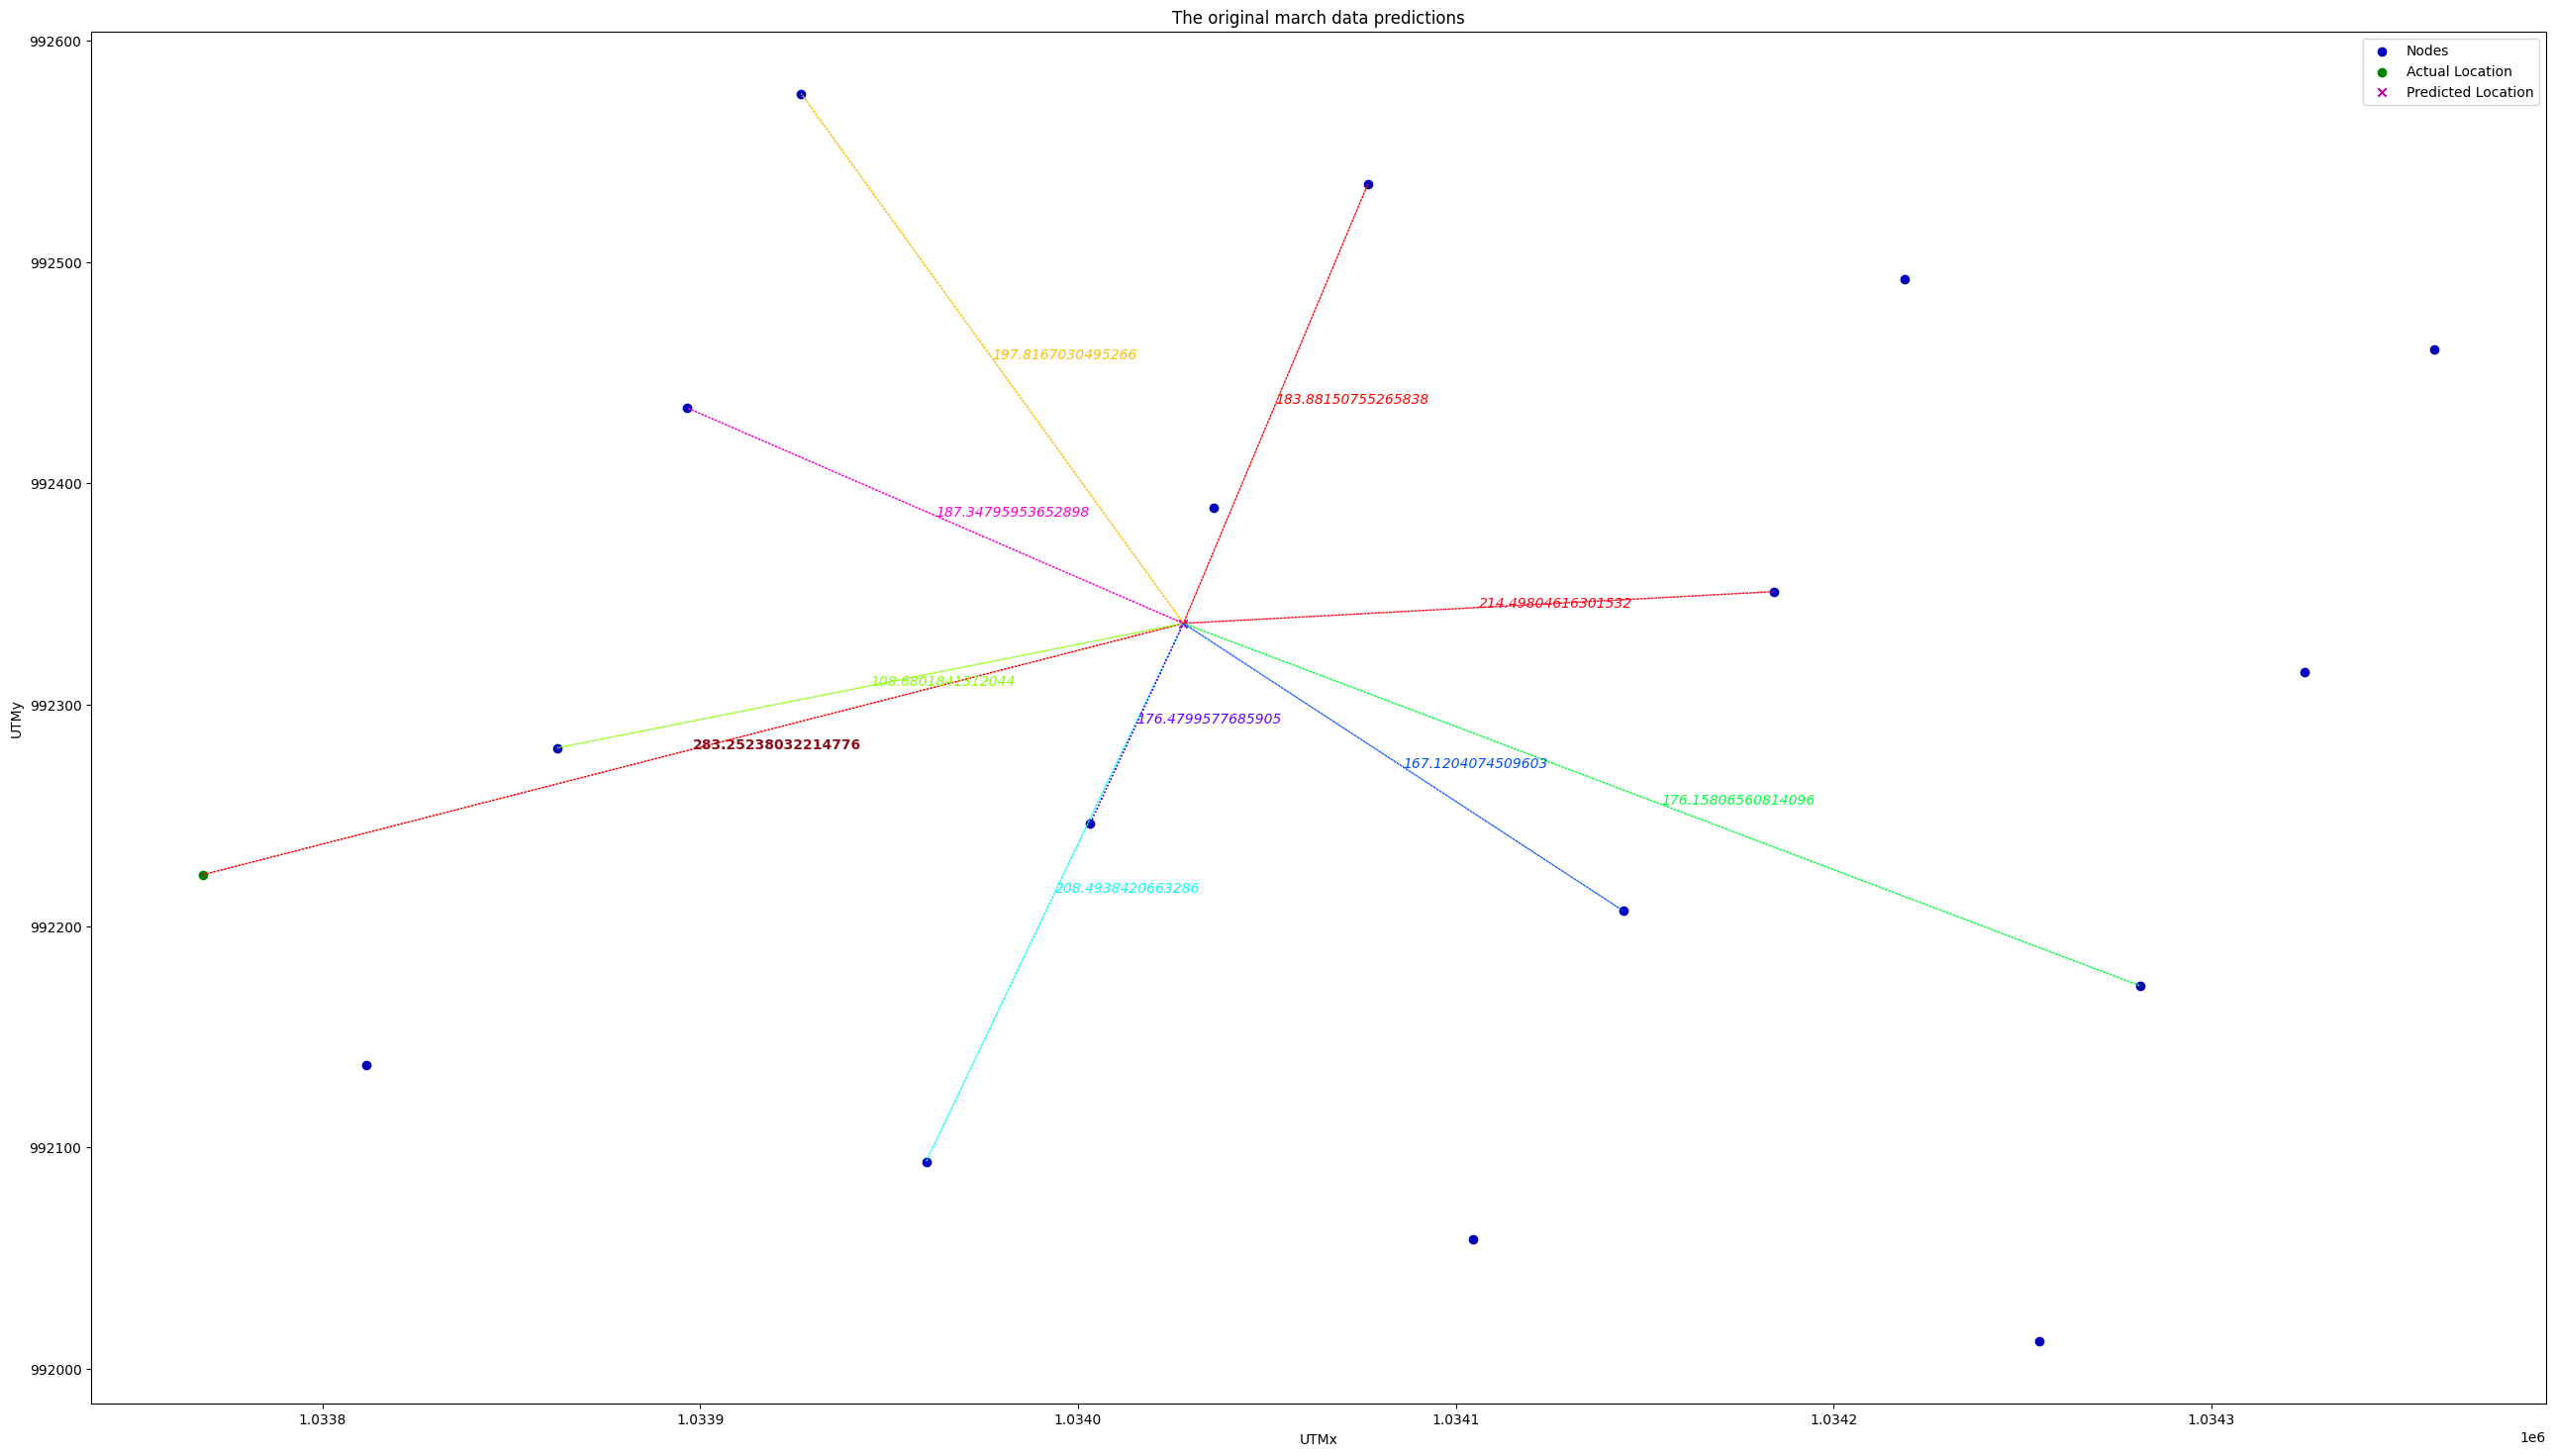 The original march data predictions
Nodes
Actual Location
Predicted Location
992600
992500
992400
992300
992200
992100
992000
UTMy
197.8167030495266
183.88150755265838
187.34795953652898
214.49804616301532
108.6801841312044
176.4799577685905
283.25238032214776
167.1204074509603
176.15806560814096
208.4938420663286
1.0338 1.0339 1.0340 1.0341 1.0342 1.0343
UTMx
1e6